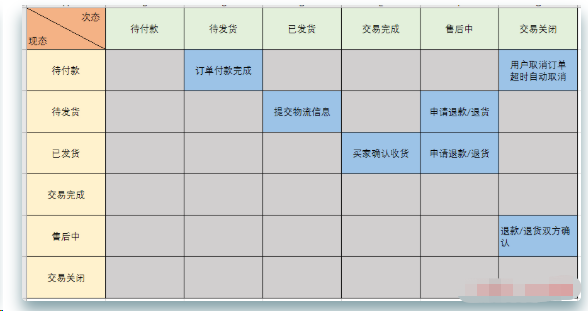 次态
现态
待付款
待发货
已发货
交易完成
售后中
交易关闭
待付款
订单付款完成
用户取消订单
超时自动取消
待发货
提交物流信息
申请退款/退货
已发货
买家确认收货
申请退款/退货
交易完成
售后中
退款/退货双方确
认
交易关闭